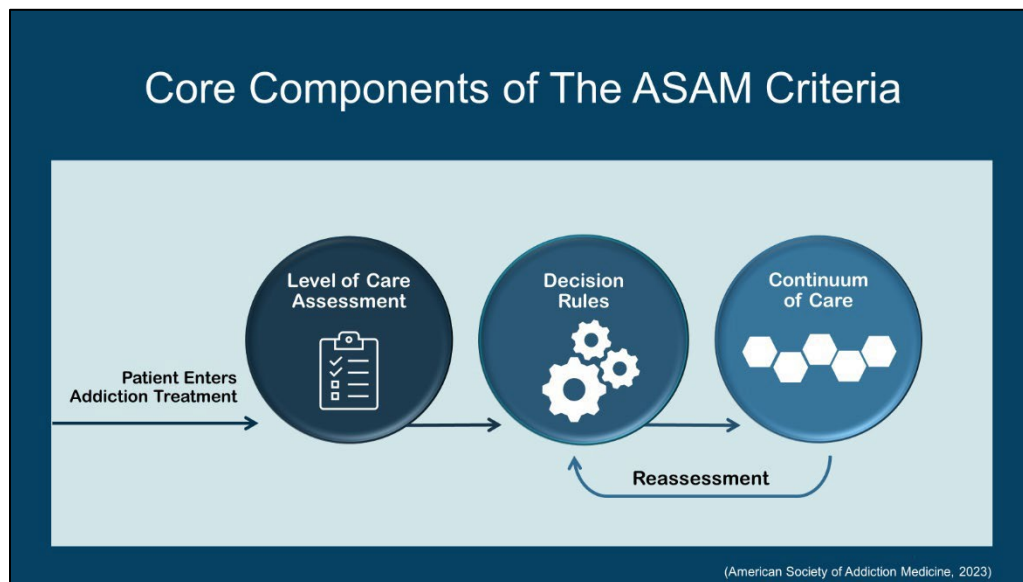 Core Components of The ASAM Criteria
Level of Care
Assessment
Decision
Rules
Continuum
of Care
Patient Enters
Addiction Treatment
Reassessment
(American Society of Addiction Medicine, 2023)